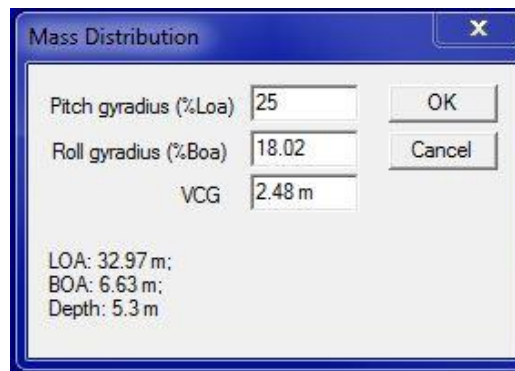 Mass Distribution
X
Pitch gyradius (%Loa) 25 OK
Roll gyradius (%Boa) 18.02 Cancel
VCG 2.48 m
LOA: 32.97 m;
BOA: 6.63 m;
Depth: 5.3 m